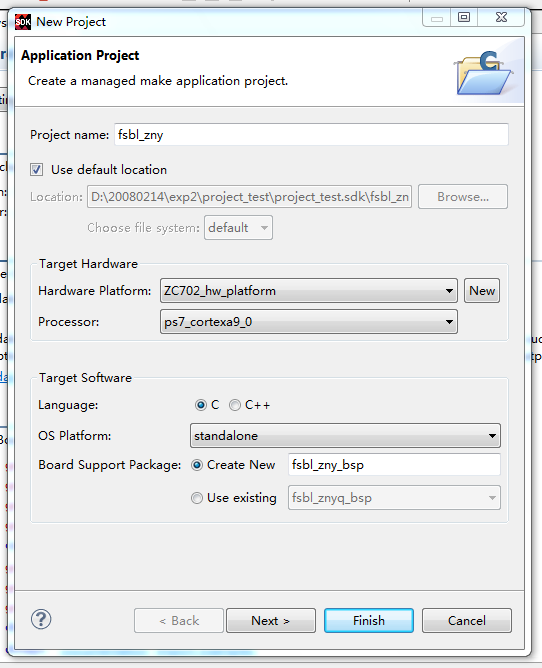 SDK New Project
Application Project
Create a managed make application project.
C
Project name: fsbl_zny
Use default location
Location: D:\20080214\exp2\project_test\project_test.sdk\fsbl_zn Browse...
Choose file system: default
Target Hardware
Hardware Platform: ZC702_hw_platform New
Processor: ps7_cortexa9_0
Target Software
Language: C C++
OS Platform: standalone
Board Support Package: Create New fsbl_zny_bsp
Use existing fsbl_znyq_bsp
? < Back Next > Finish Cancel